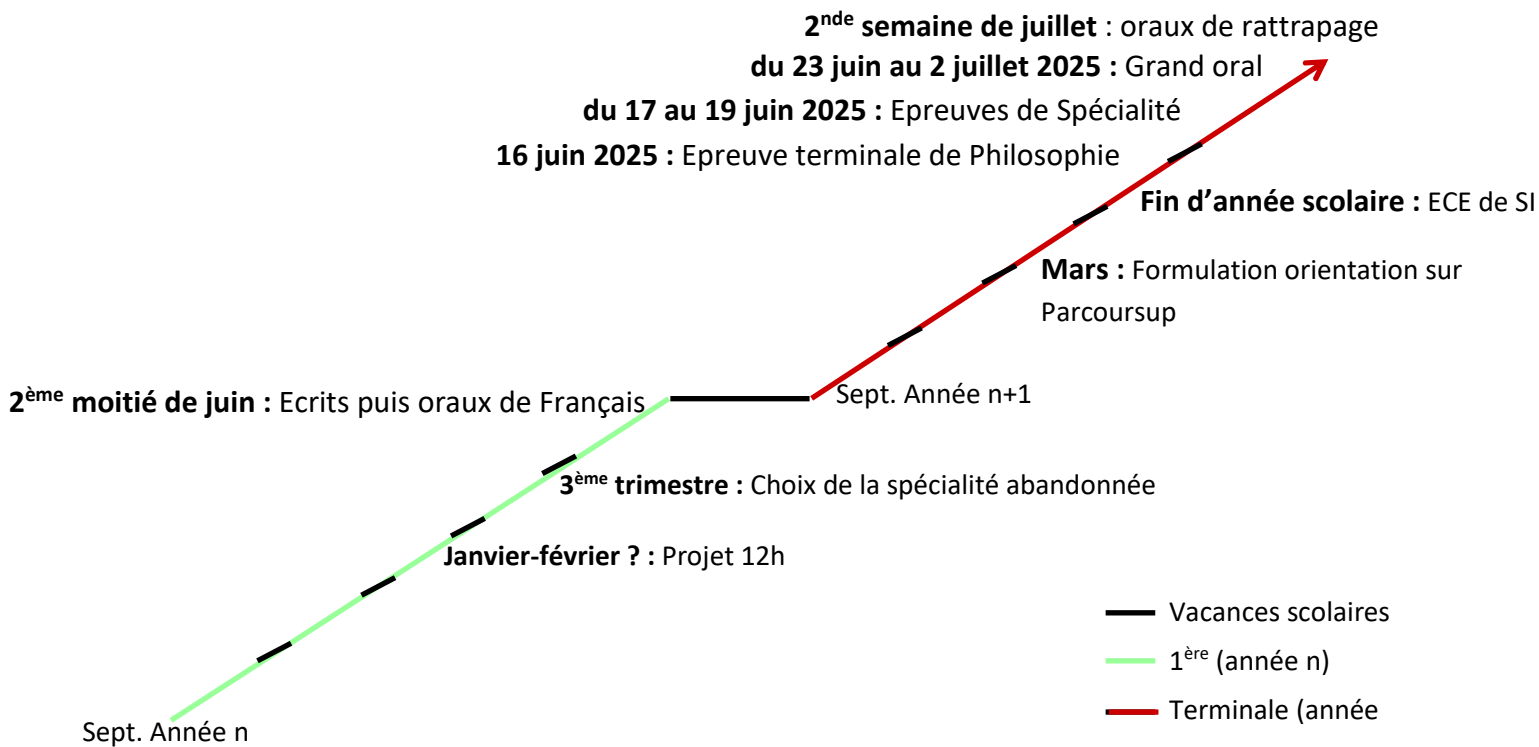 2nde semaine de juillet : oraux de rattrapage
du 23 juin au 2 juillet 2025 : Grand oral
du 17 au 19 juin 2025 : Epreuves de Spécialité
16 juin 2025 : Epreuve terminale de Philosophie
Fin d’année scolaire : ECE de SI
Mars : Formulation orientation sur
Parcoursup
Sept. Année n+1
2ème moitié de juin : Ecrits puis oraux de Français
3ème trimestre : Choix de la spécialité abandonnée
Janvier-février ? : Projet 12h
Vacances scolaires
1ère (année n)
Terminale (année
Sept. Année n